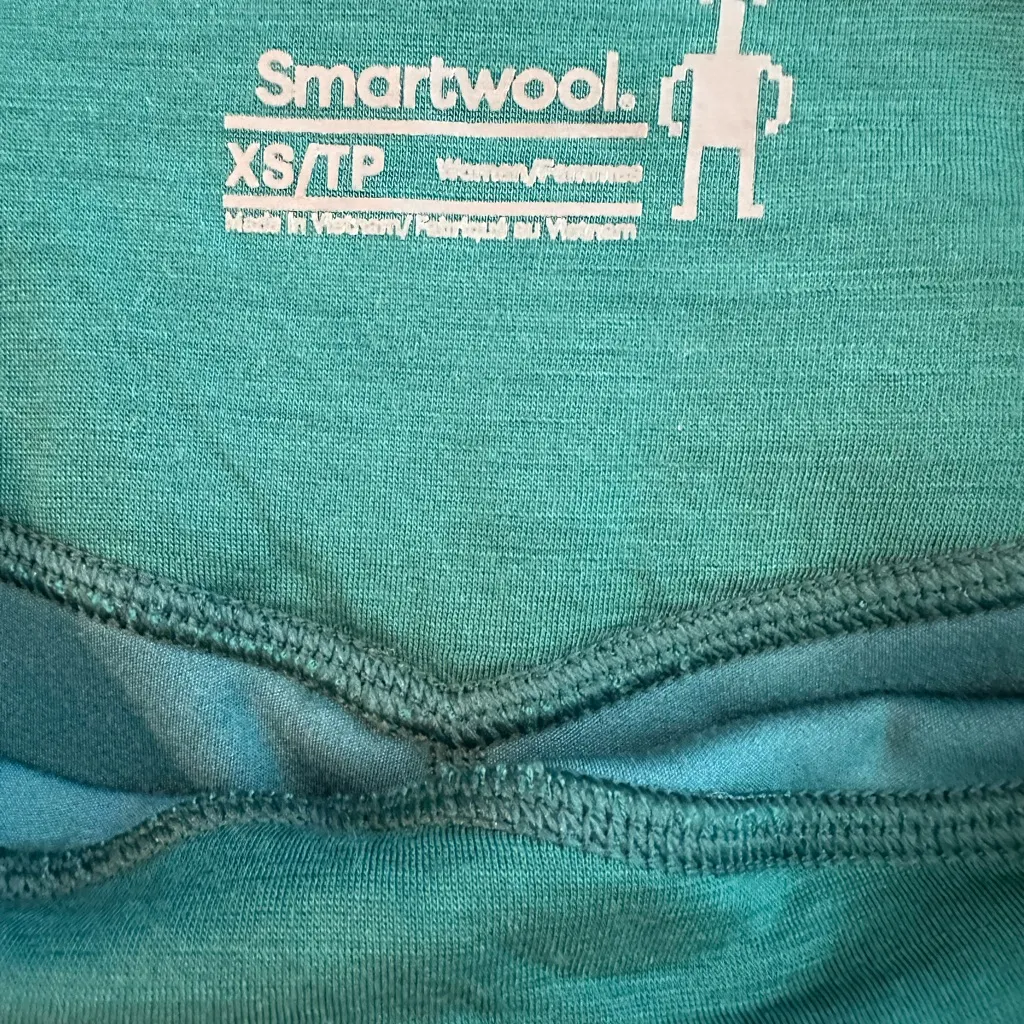 Smartwool®
XS/TP Women/Femmes
Made in Vietnam/Fabriqué au Vietnam